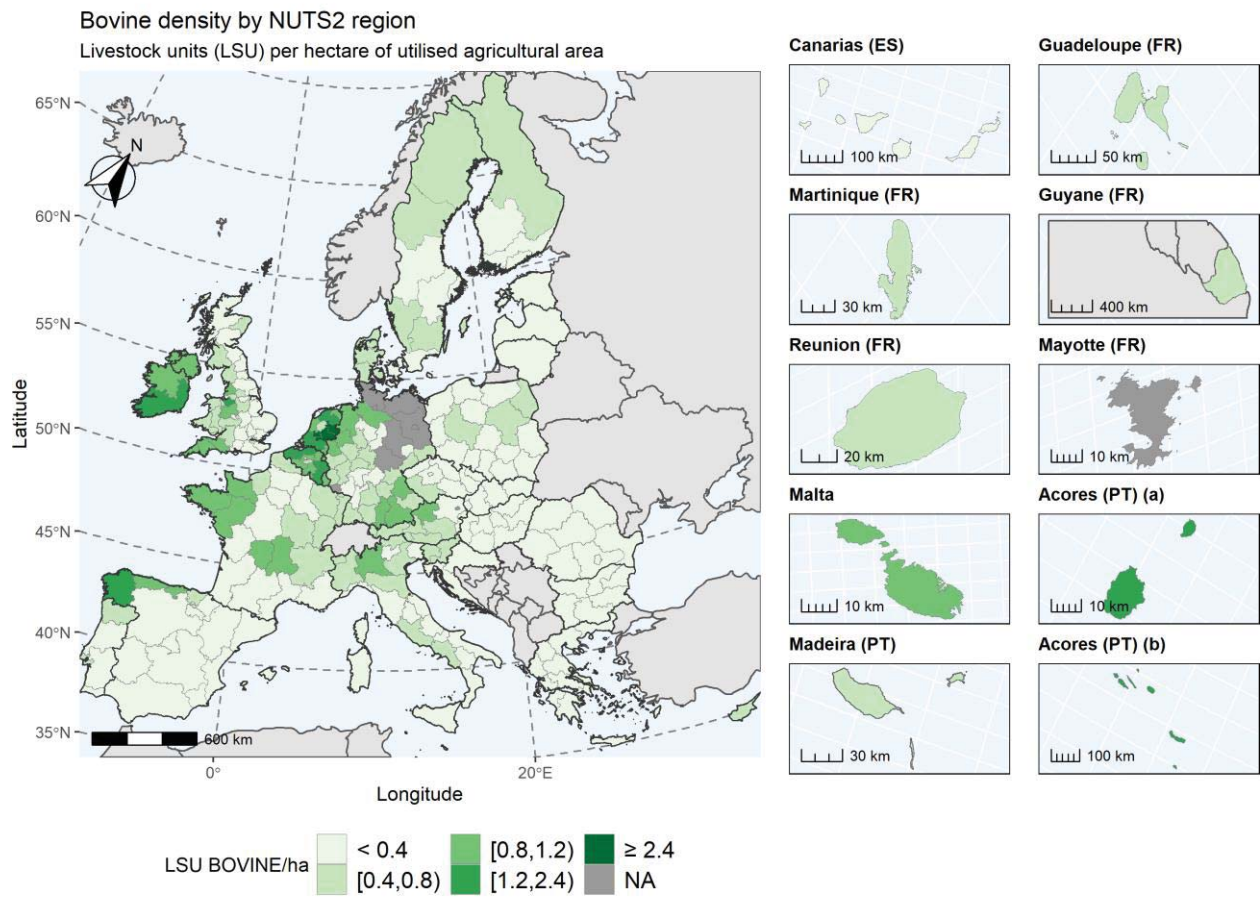 Bovine density by NUTS2 region
Livestock units (LSU) per hectare of utilised agricultural area
65°N
60°N
55°N
50°N
45°N
40°N
35°N
Latitude
N
600 km
0°
20°E
Longitude
Canarias (ES)
100 km
Guadeloupe (FR)
50 km
Martinique (FR)
30 km
Guyane (FR)
400 km
Reunion (FR)
20 km
Mayotte (FR)
10 km
Malta
10 km
Acores (PT) (a)
10 km
Madeira (PT)
30 km
Acores (PT) (b)
100 km
LSU BOVINE/ha
< 0.4
[0.8,1.2)
≥ 2.4
[0.4,0.8)
[1.2,2.4)
NA